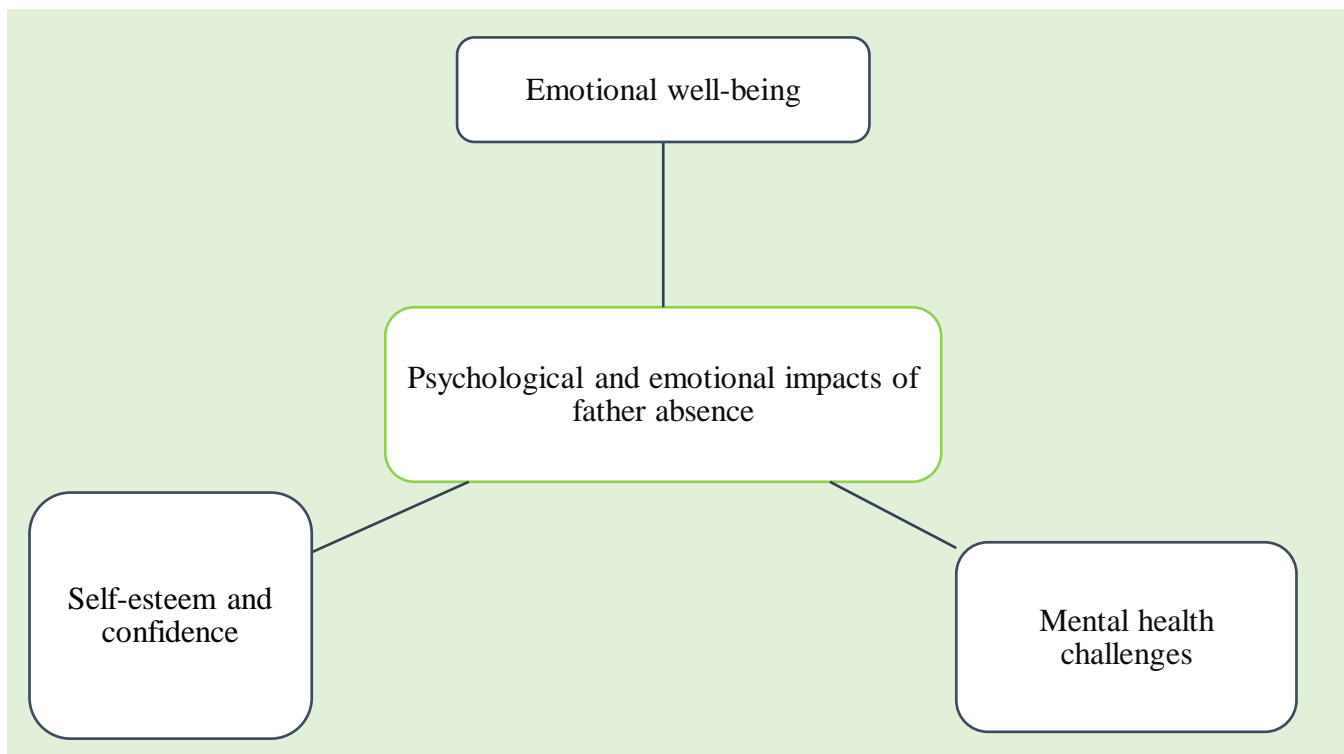 Emotional well-being
Psychological and emotional impacts of
father absence
Self-esteem and
confidence
Mental health
challenges